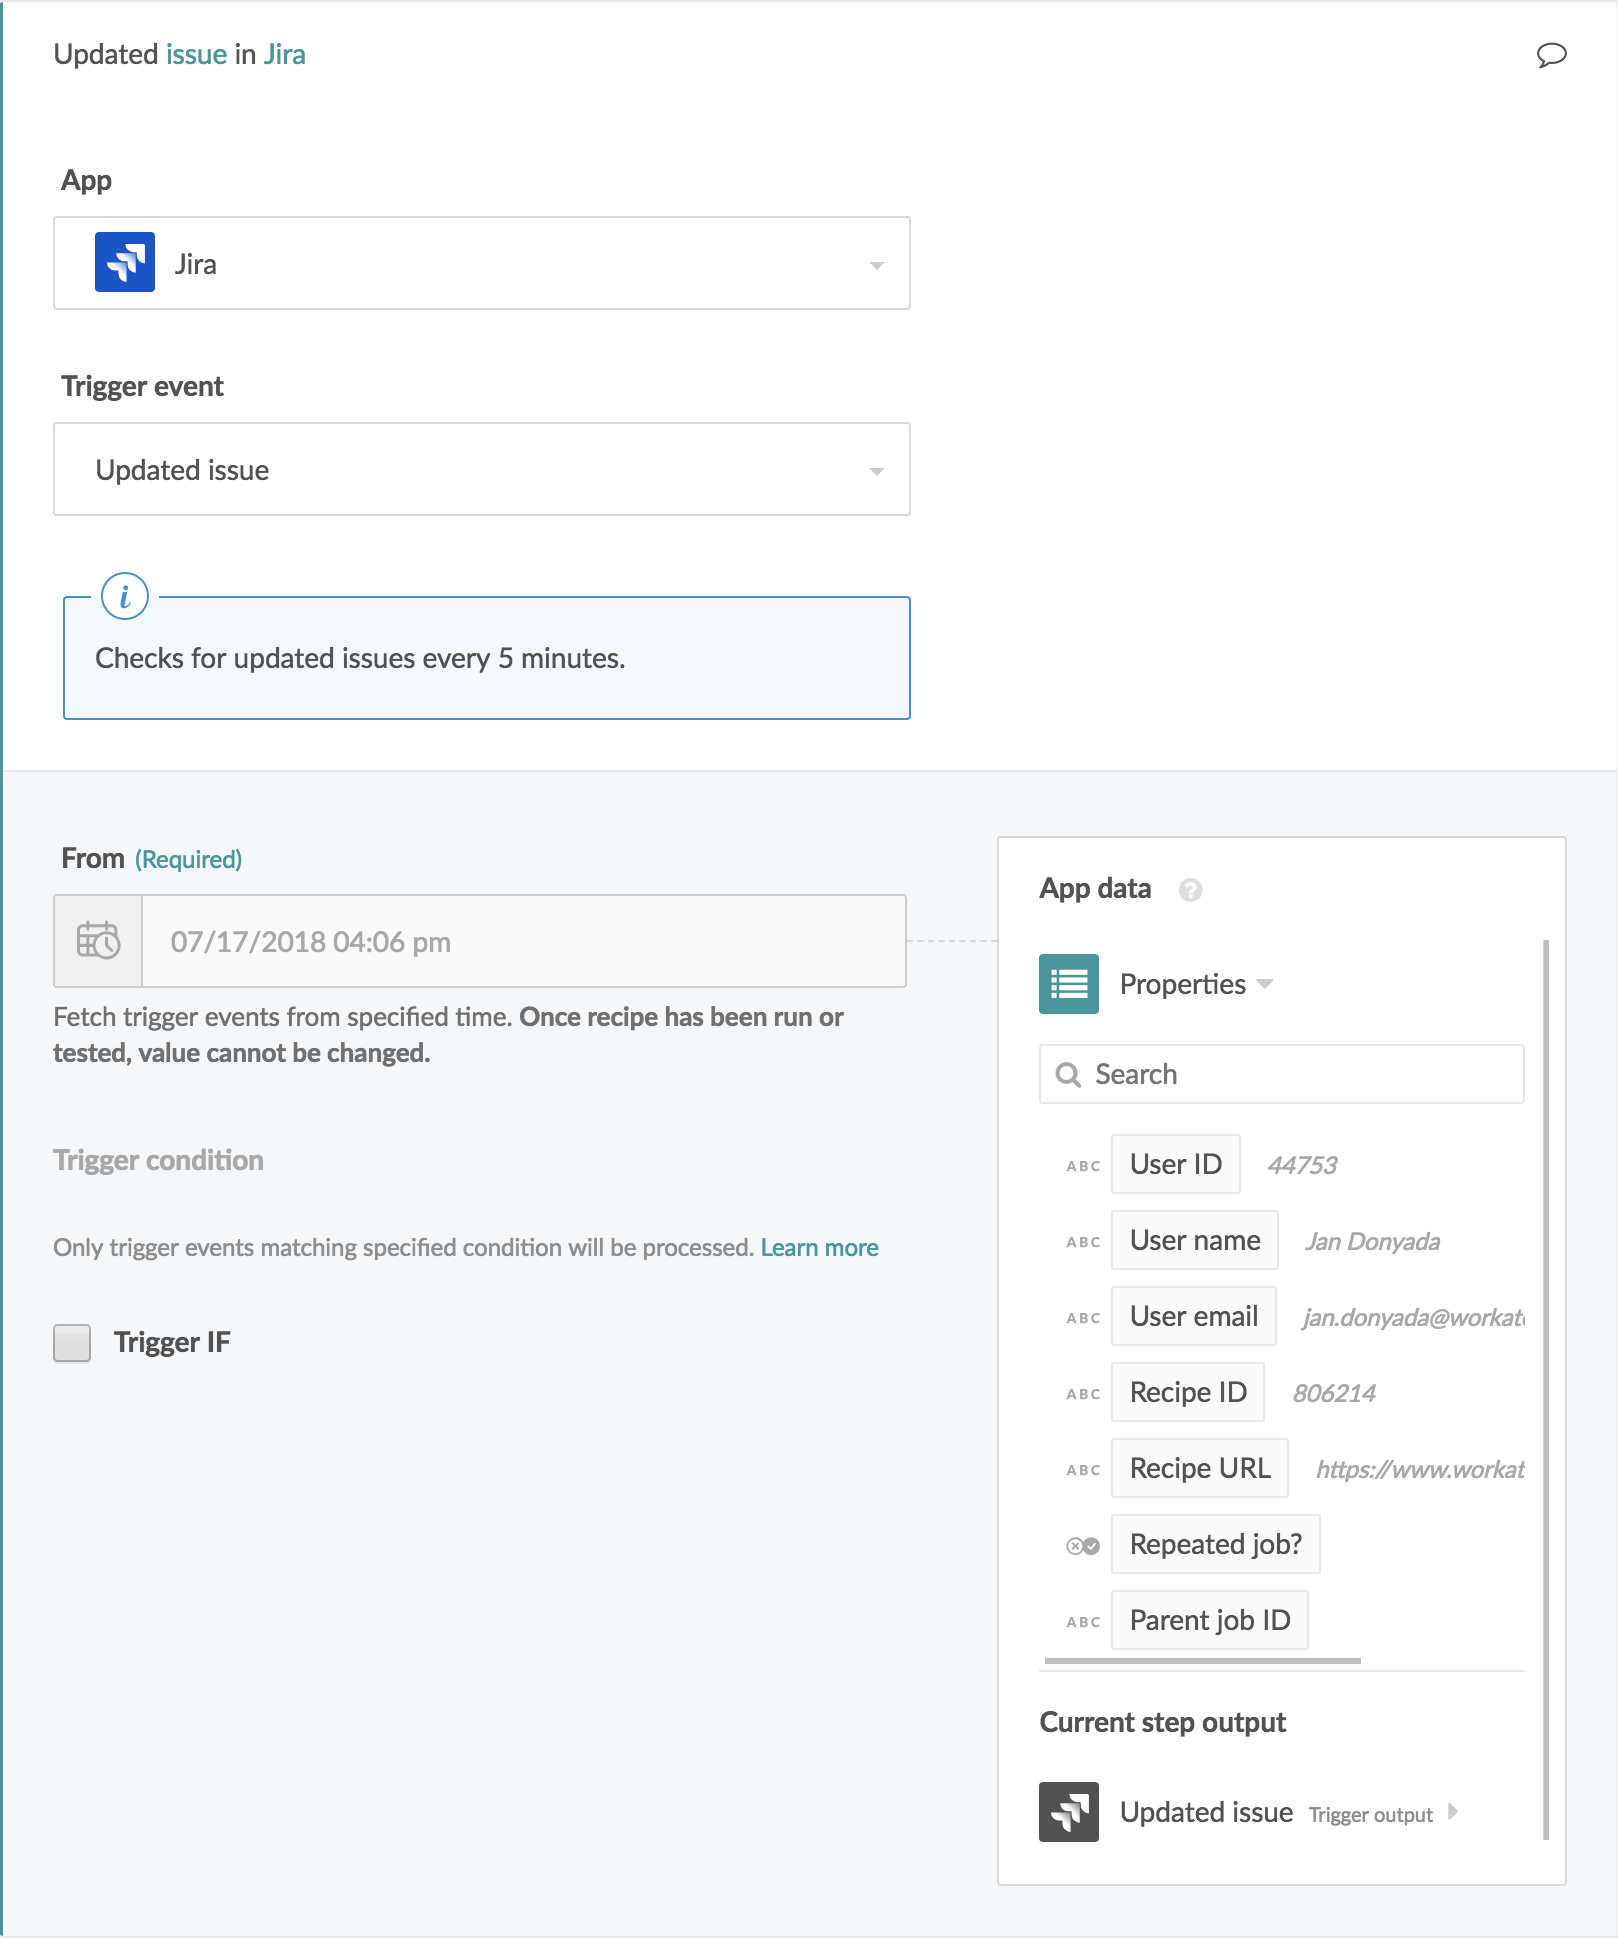 Updated issue in Jira
App
Jira
Trigger event
Updated issue
i
Checks for updated issues every 5 minutes.
From (Required)
07/17/2018 04:06 pm
Fetch trigger events from specified time. Once recipe has been run or
tested, value cannot be changed.
Trigger condition
Only trigger events matching specified condition will be processed. Learn more
Trigger IF
App data ?
Properties
Search
ABC User ID 44753
ABC User name Jan Donyada
ABC User email jan.donyada@workat
ABC Recipe ID 806214
ABC Recipe URL https://www.workat
Repeated job?
ABC Parent job ID
Current step output
Updated issue Trigger output